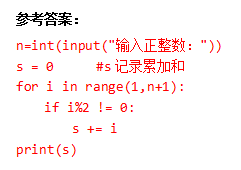 参考答案：
n=int(input("输入正整数："))
s = 0      #s 记录累加和
for i in range(1,n+1):
    if i%2 != 0:
        s += i
print(s)